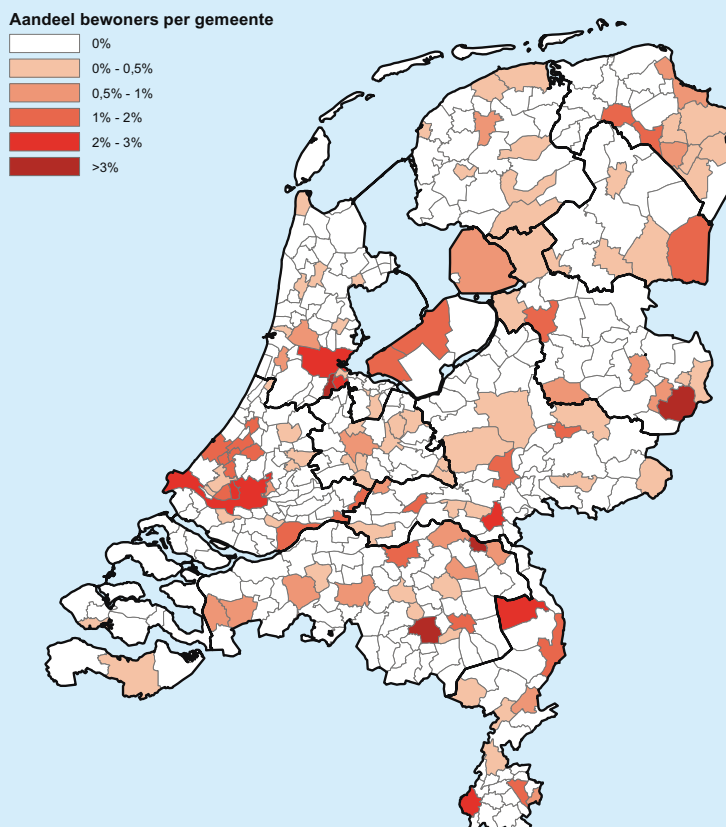 Aandeel bewoners per gemeente
0%
0% - 0,5%
0,5% - 1%
1% - 2%
2% - 3%
>3%